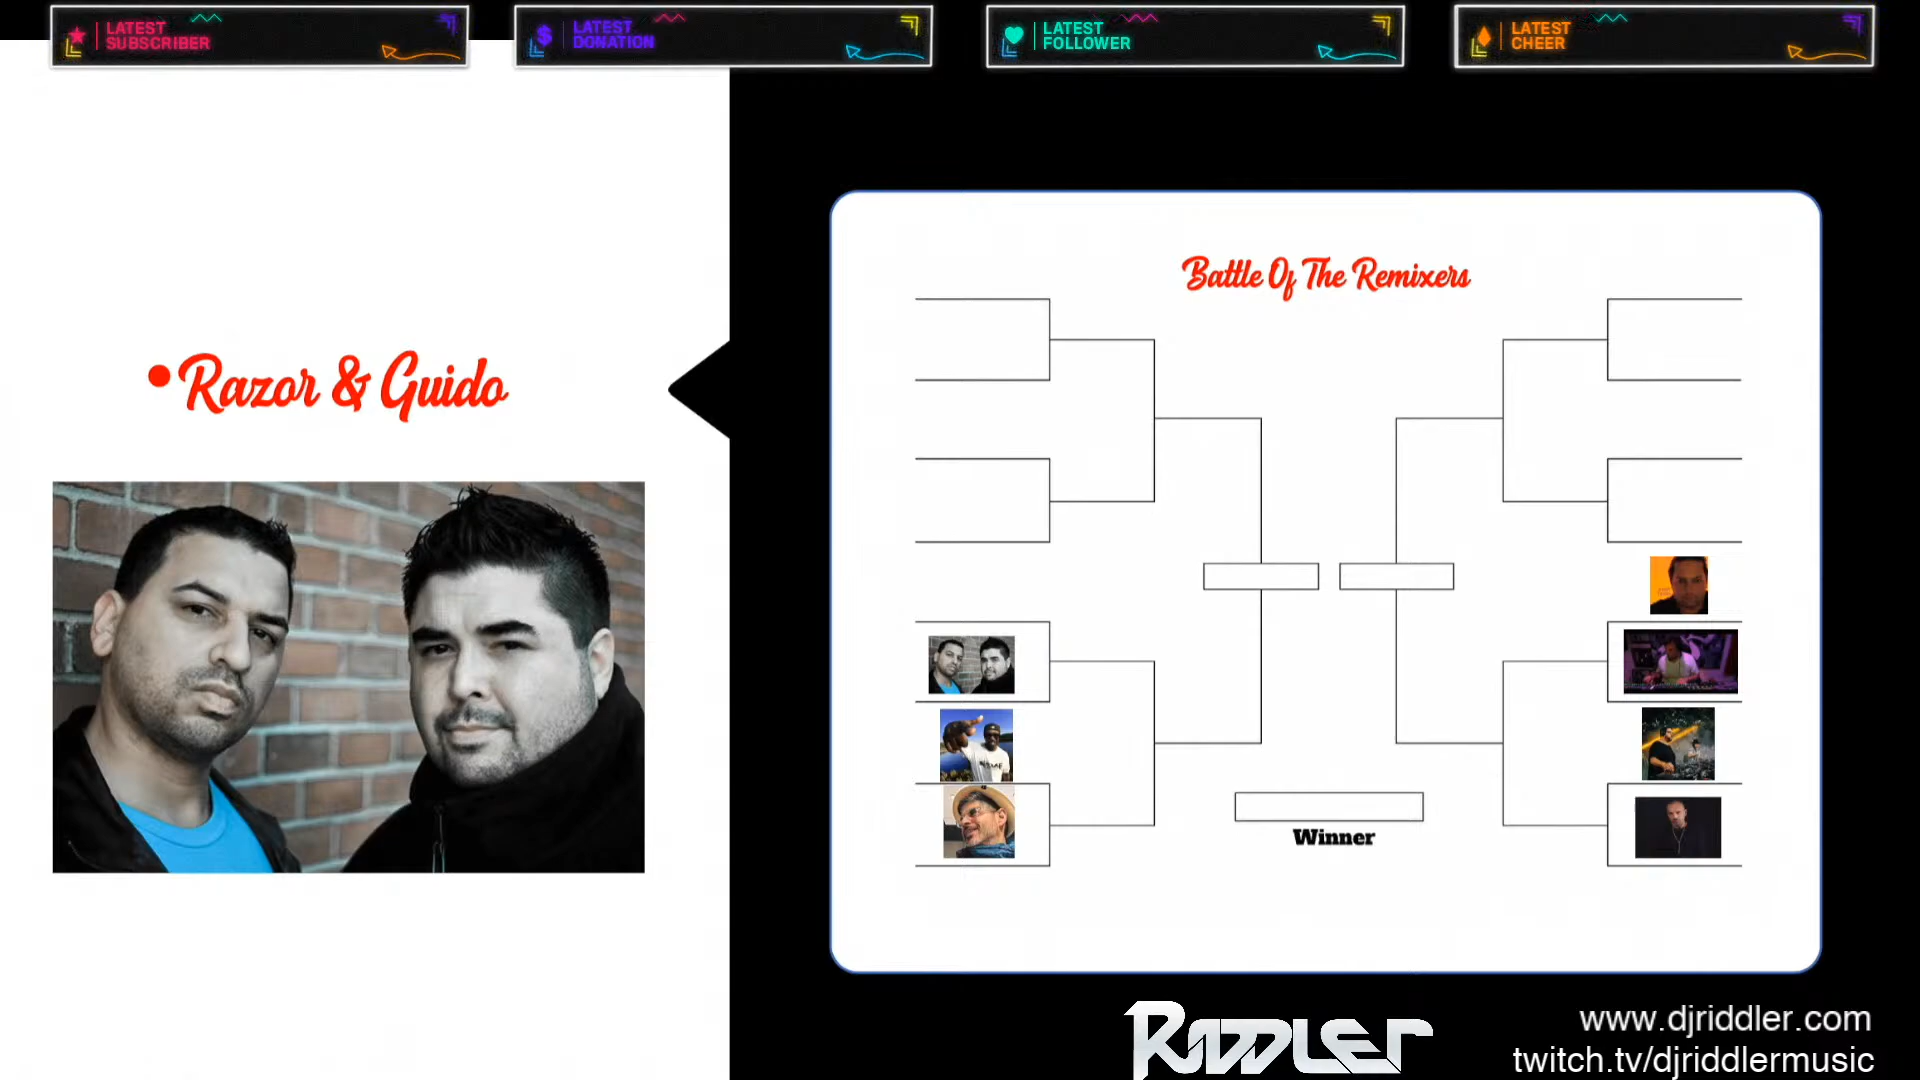 LATEST
SUBSCRIBER
LATEST
DONATION
LATEST
FOLLOWER
LATEST
CHEER
Battle Of The Remixers
•Razor & Guido
Winner
RIDDLER
www.djriddler.com
twitch.tv/djriddlermusic